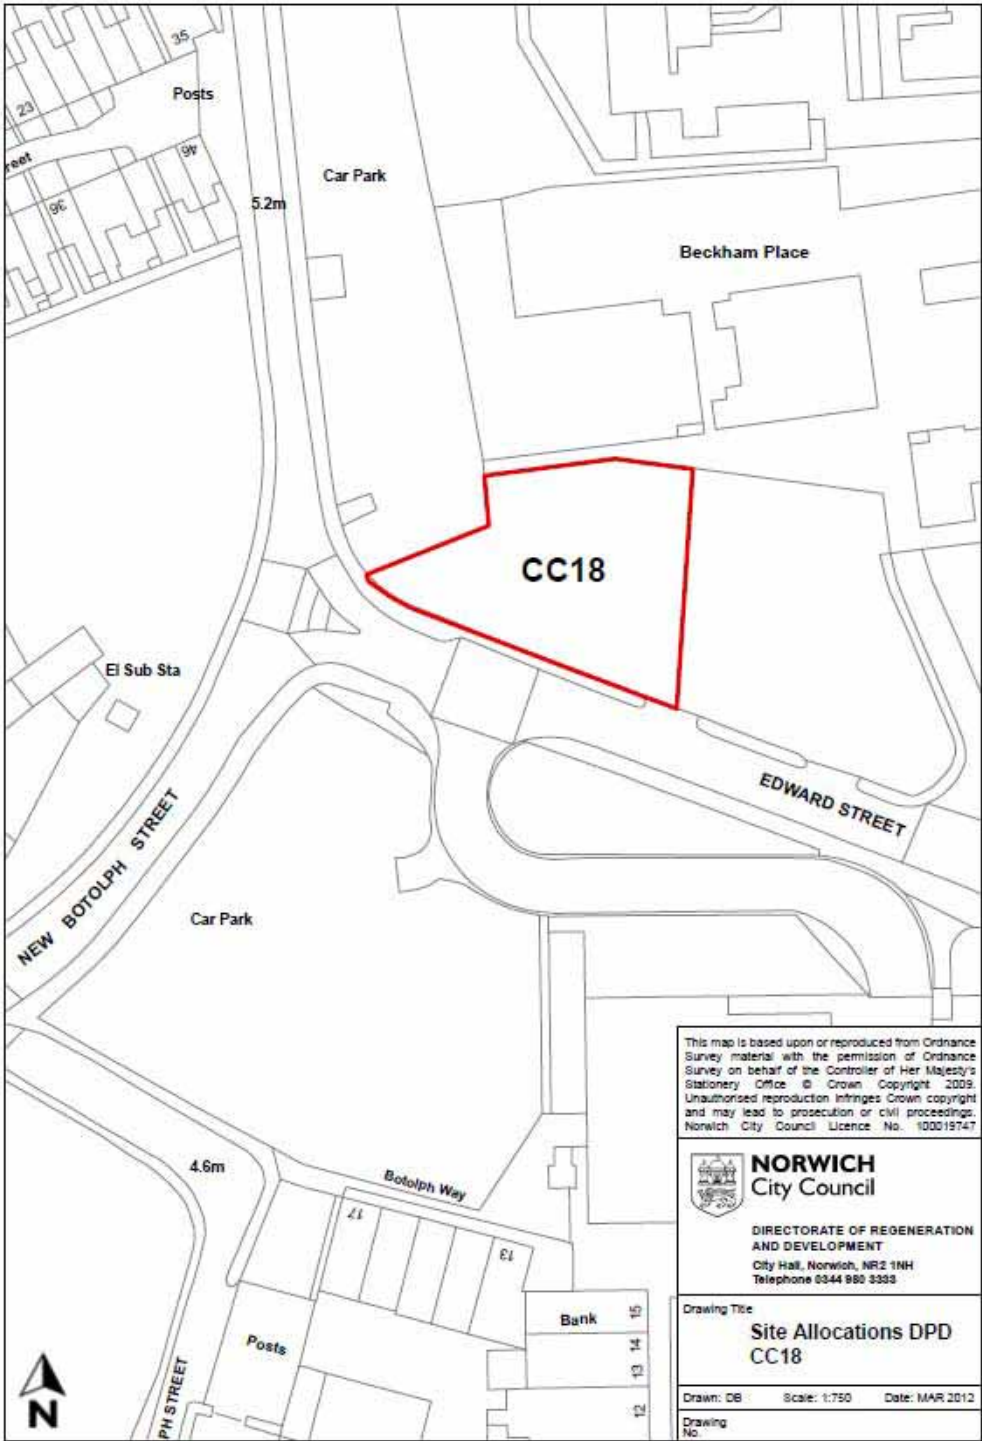 35
Posts
23
reet
46
36
5.2m
Car Park
Beckham Place
CC18
El Sub Sta
EDWARD STREET
NEW BOTOLPH STREET
Car Park
4.6m
Botolph Way
17
13
Bank
15
14
13
12
Posts
PH STREET
N
This map is based upon or reproduced from Ordnance
Survey material with the permission of Ordnance
Survey on behalf of the Controller of Her Majesty's
Stationery Office © Crown Copyright 2009.
Unauthorised reproduction infringes Crown copyright
and may lead to prosecution or civil proceedings.
Norwich City Council Licence No. 100019747
NORWICH
City Council
DIRECTORATE OF REGENERATION
AND DEVELOPMENT
City Hall, Norwich, NR2 1NH
Telephone 0344 980 3333
Drawing Title
Site Allocations DPD
CC18
Drawn: DB Scale: 1:750 Date: MAR 2012
Drawing
No.